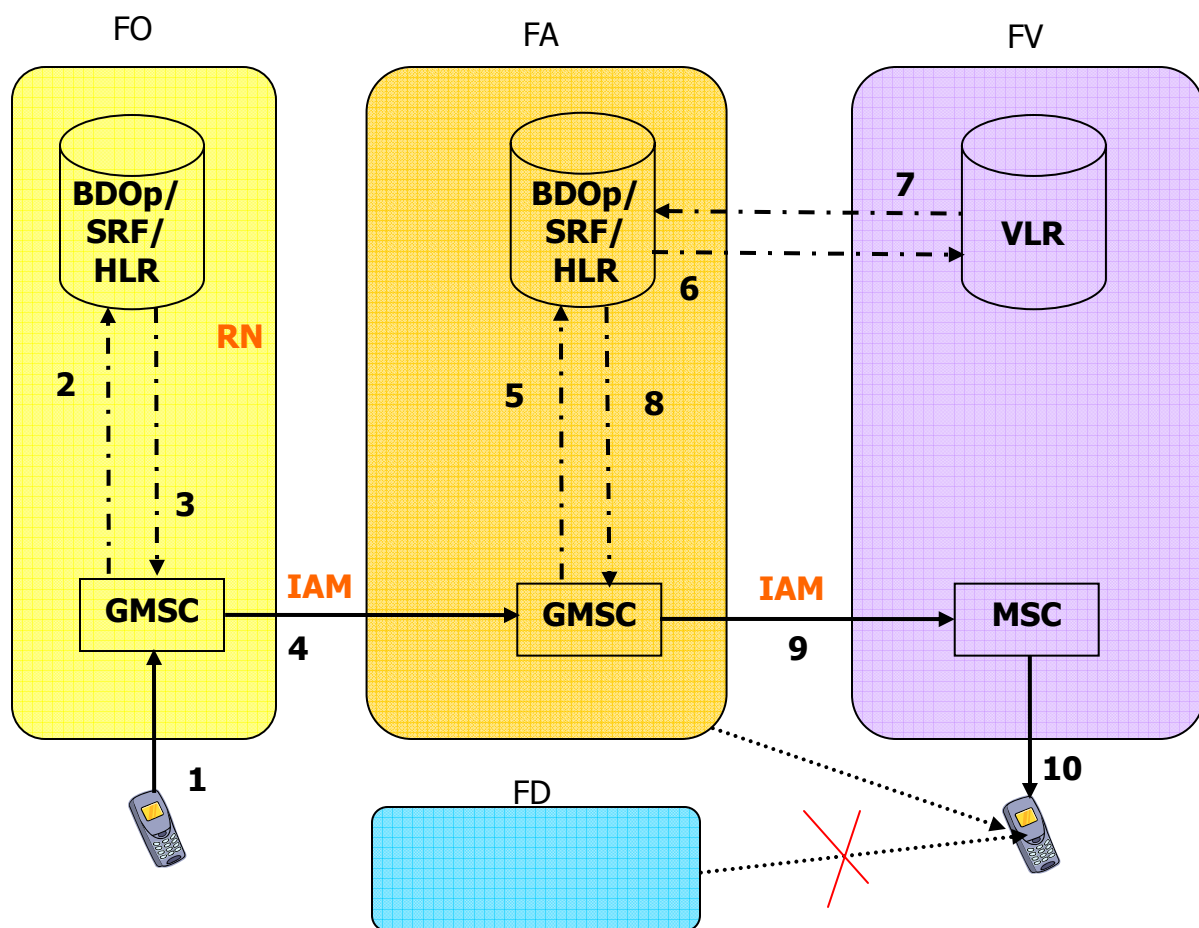 FO
FA
FV
BDOp/
SRF/
HLR
BDOp/
SRF/
HLR
VLR
7
6
RN
2
3
5
8
GMSC
IAM
4
GMSC
IAM
9
MSC
1
10
FD